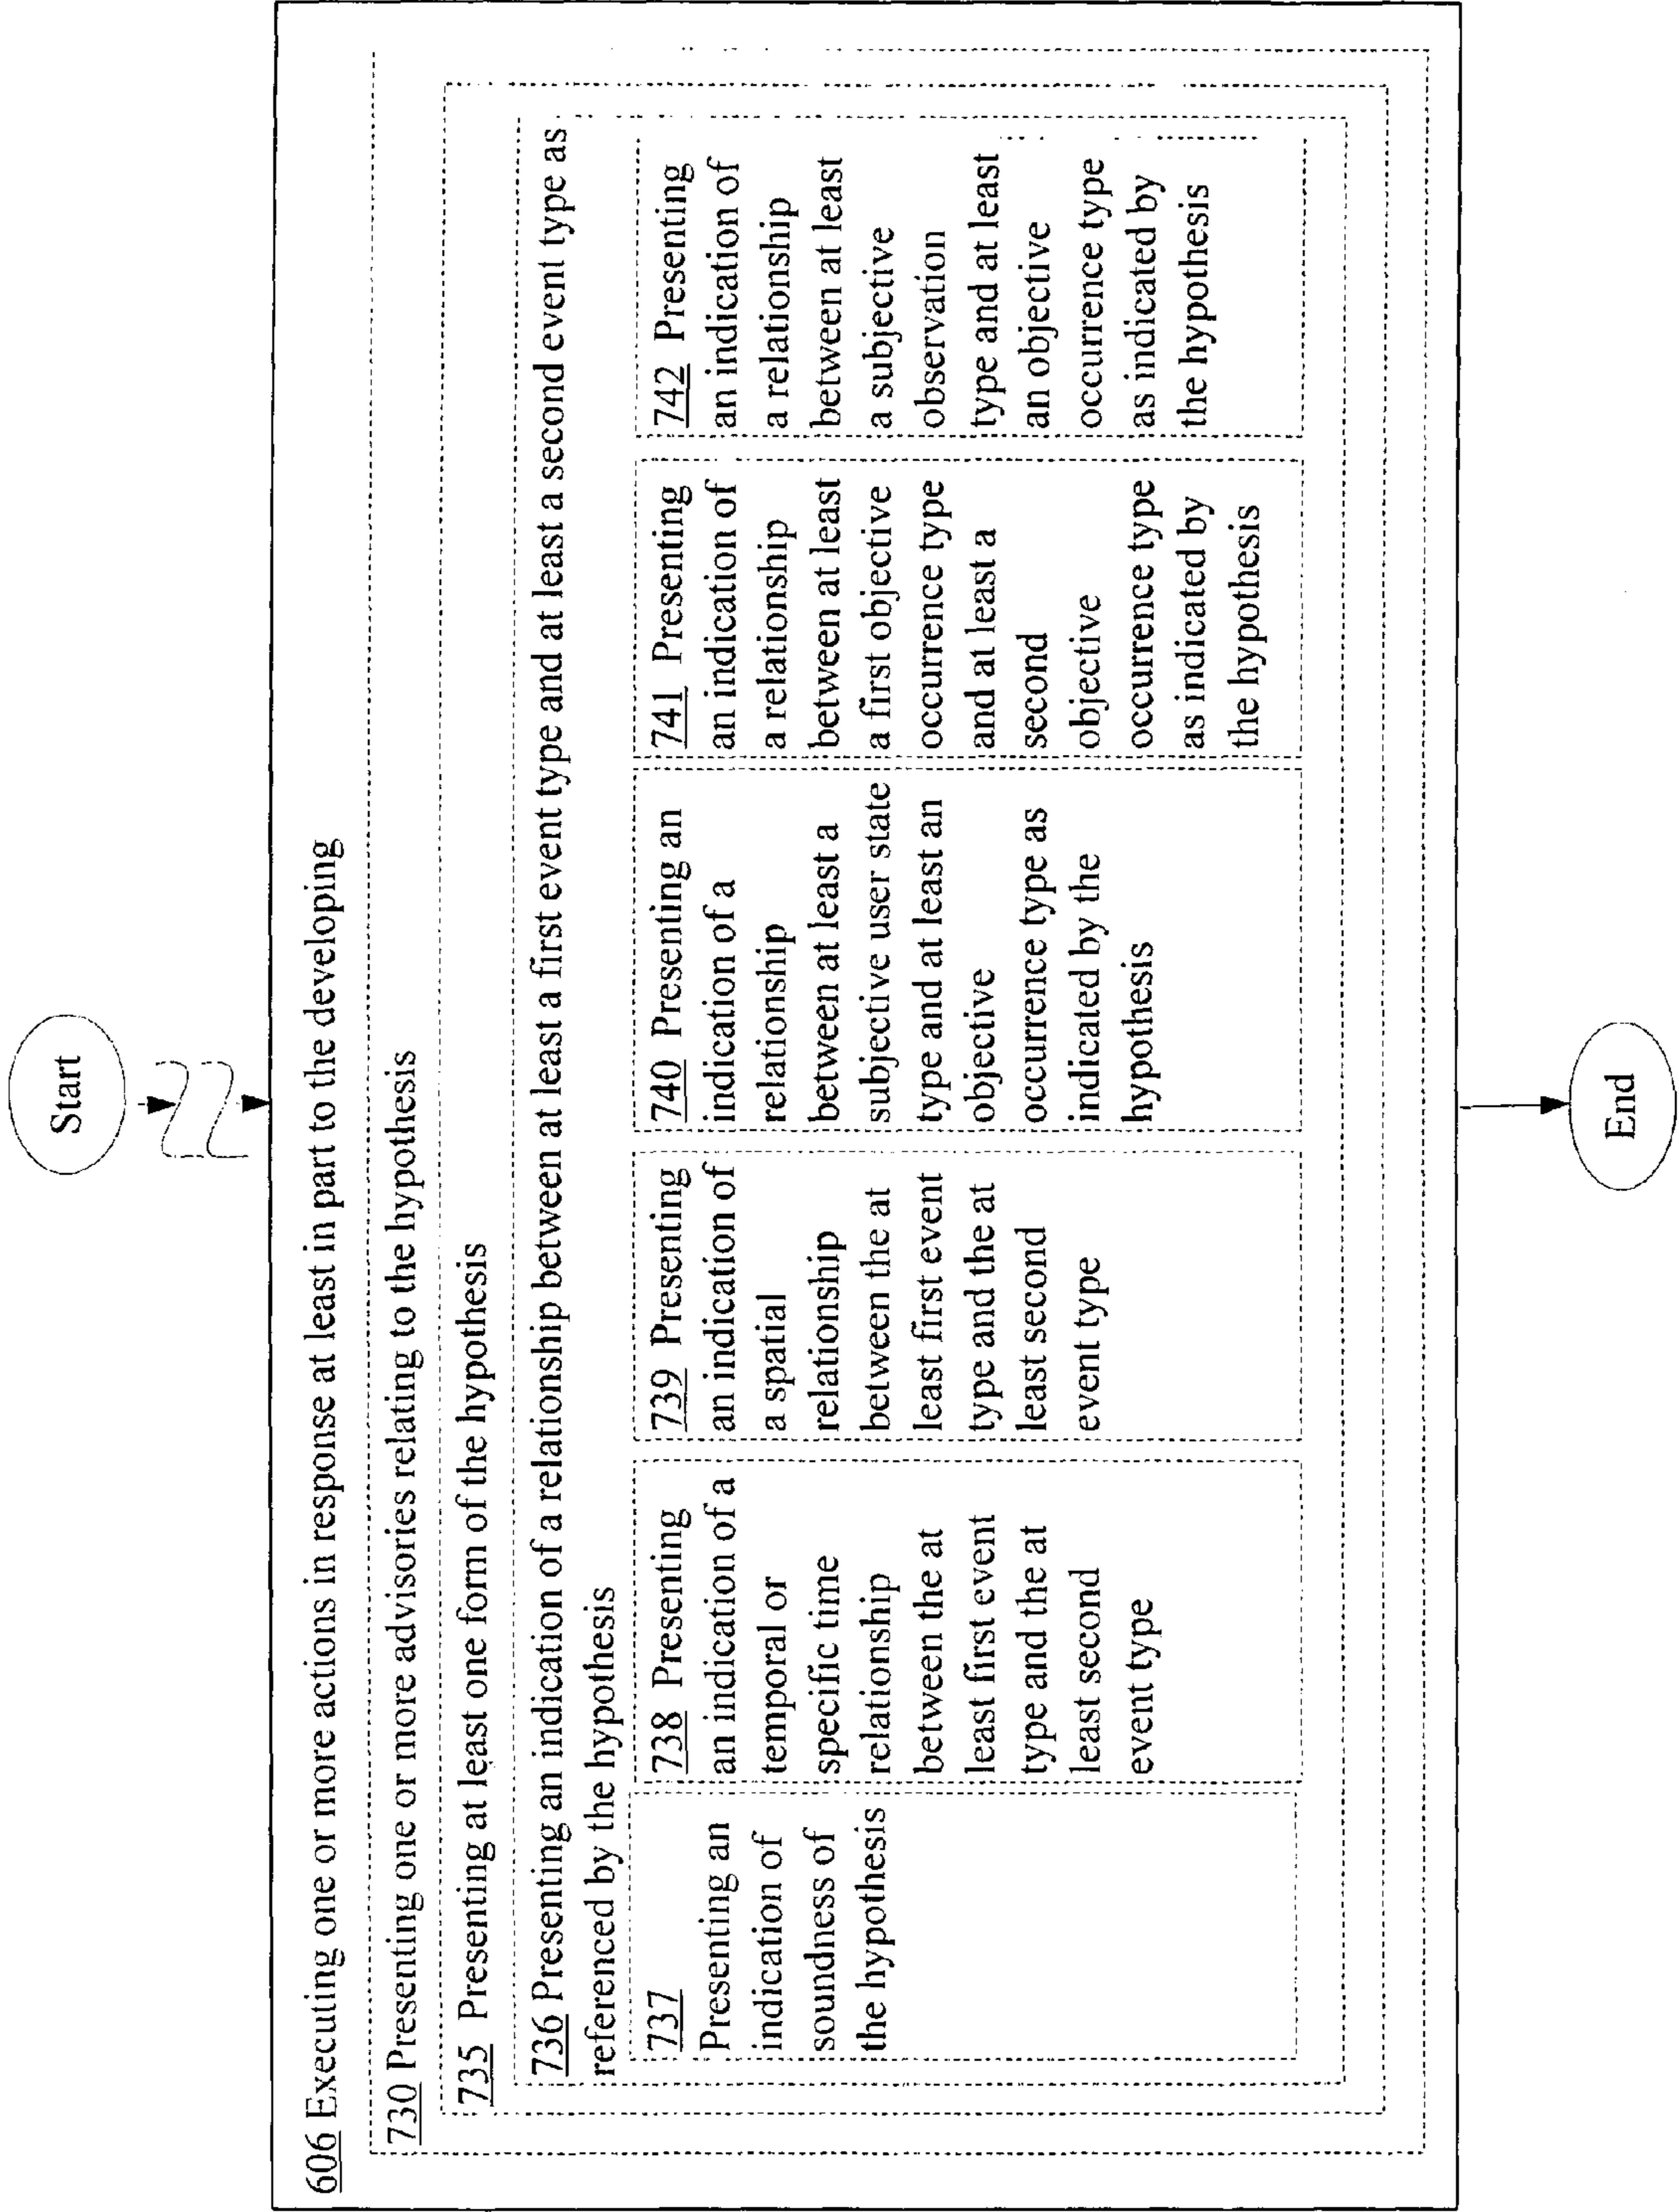 Start
606 Executing one or more actions in response at least in part to the developing
730 Presenting one or more advisories relating to the hypothesis
735 Presenting at least one form of the hypothesis
736 Presenting an indication of a relationship between at least a first event type and at least a second event type as
referenced by the hypothesis
737
Presenting an
indication of
soundness of
the hypothesis
738 Presenting
an indication of a
temporal or
specific time
relationship
between the at
least first event
type and the at
least second
event type
739 Presenting
an indication of
a spatial
relationship
between the at
least first event
type and the at
least second
event type
740 Presenting an
indication of a
relationship
between at least a
subjective user state
type and at least an
objective
occurrence type as
indicated by the
hypothesis
741 Presenting
an indication of
a relationship
between at least
a first objective
occurrence type
and at least a
second
objective
occurrence type
as indicated by
the hypothesis
742 Presenting
an indication of
a relationship
between at least
a subjective
observation
type and at least
an objective
occurrence type
as indicated by
the hypothesis
End